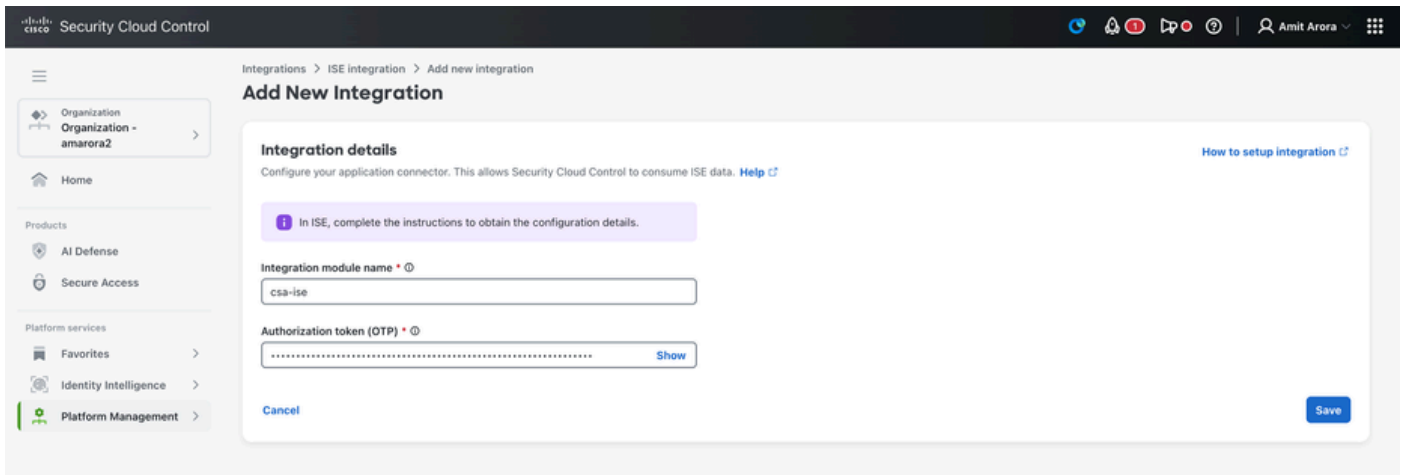 cisco Security Cloud Control
1
Amit Arora
Integrations > ISE integration > Add new integration
Add New Integration
Organization
Organization -
amarora2
Home
Products
AI Defense
Secure Access
Platform services
Favorites
Identity Intelligence
Platform Management
Integration details
How to setup integration
Configure your application connector. This allows Security Cloud Control to consume ISE data. Help
In ISE, complete the instructions to obtain the configuration details.
Integration module name *
csa-ise
Authorization token (OTP) *
Show
Cancel
Save